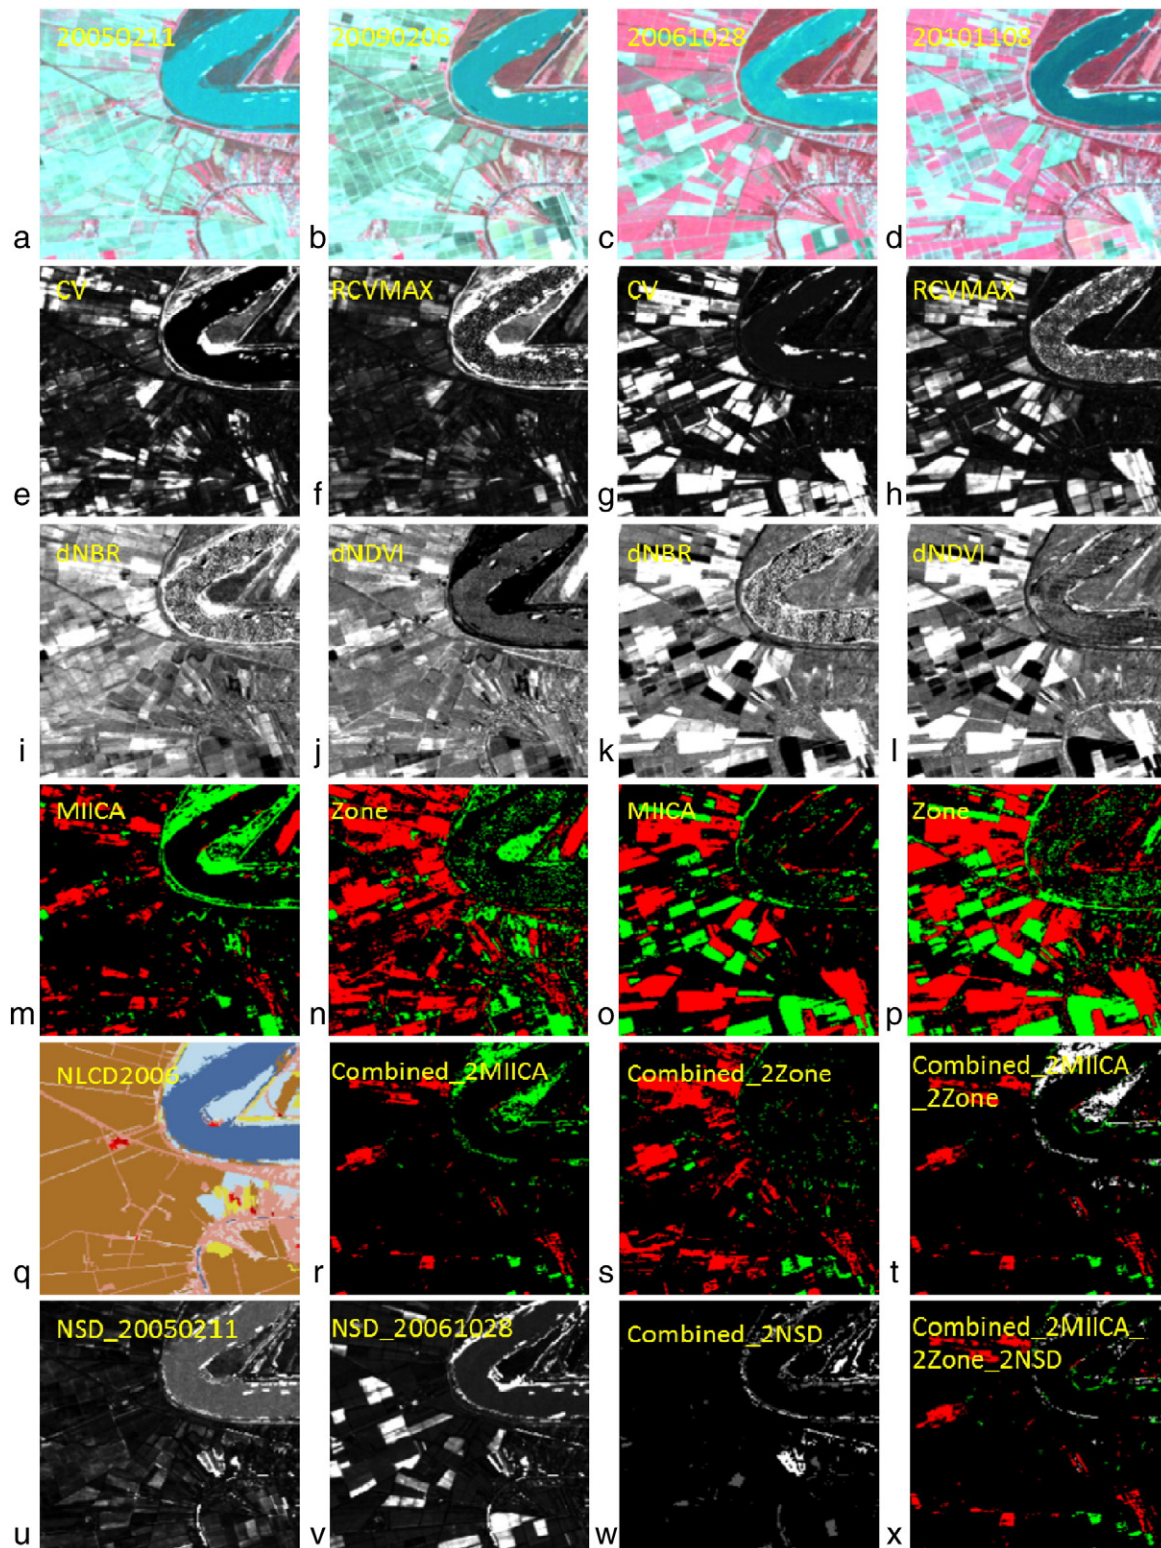 20050211
20090206
20061028
20101108
a
b
c
d
CV
RCVMAX
CV
RCVMAX
e
f
g
h
dNBR
dNDVI
dNBR
dNDVI
i
j
k
l
MIICA
Zone
MIICA
Zone
m
n
o
p
NLCD2006
Combined_2MIICA
Combined_2Zone
Combined_2MIICA
_2Zone
q
r
s
t
NSD_20050211
NSD_20061028
Combined_2NSD
Combined_2MIICA_
2Zone_2NSD
u
v
w
x